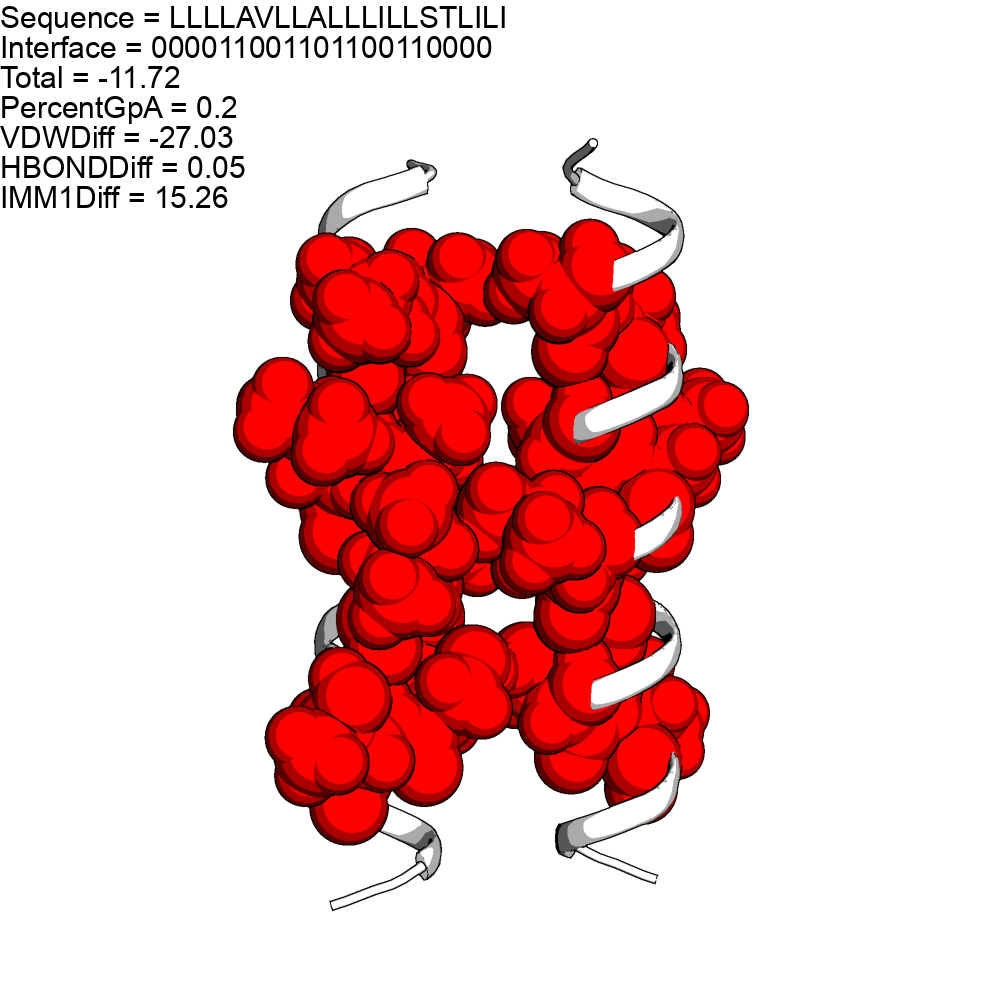 Sequence = LLLLAVLLALLLILLSTLILI
Interface = 000011001101100110000
Total = -11.72
PercentGpA = 0.2
VDWDiff = -27.03
HBONDDiff = 0.05
IMM1Diff = 15.26